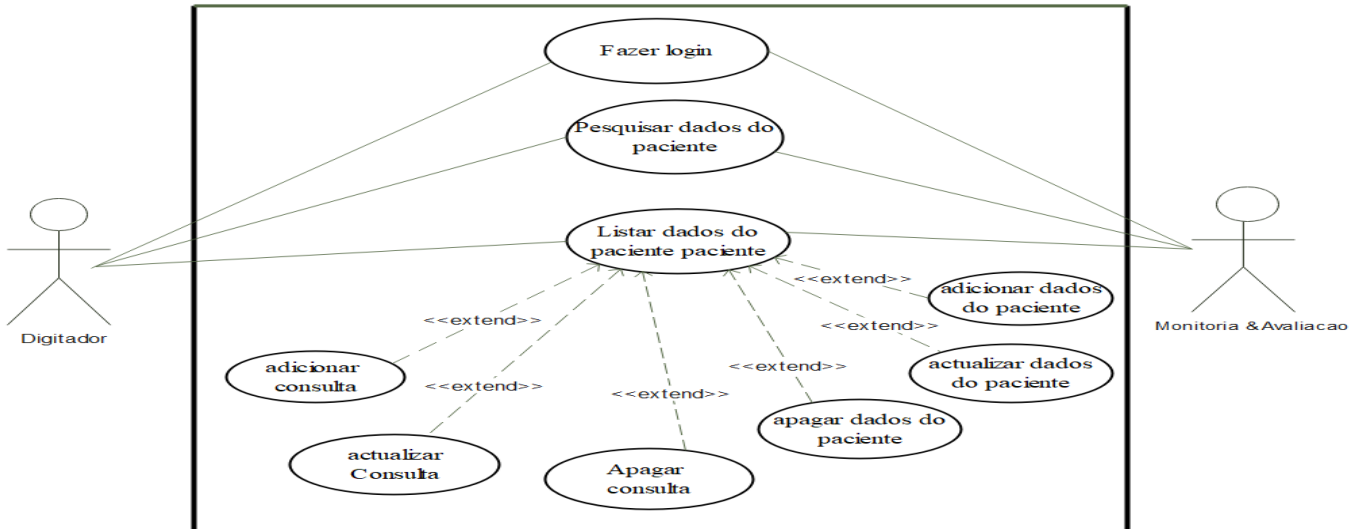 Fazer login
Pesquisar dados do
paciente
Listar dados do
paciente paciente
<<extend>>
adicionar dados
do paciente
<<extend>>
<<extend>>
Digitador
Monitoria & Avaliacao
adicionar
consulta
<<extend>>
<<extend>>
<<extend>>
actualizar dados
do paciente
apagar dados do
paciente
actualizar
Consulta
Apagar
consulta